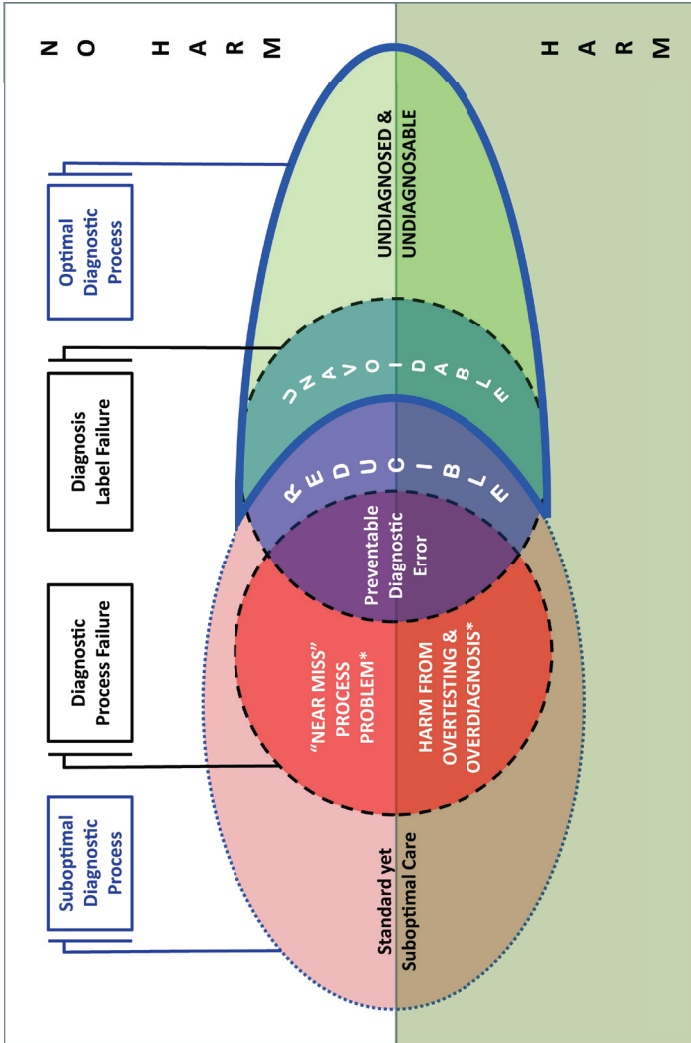 Suboptimal
Diagnostic
Process
Diagnostic
Process Failure
Diagnosis
Label Failure
Optimal
Diagnostic
Process
NO HARM
Standard yet
Suboptimal Care
“NEAR MISS”
PROCESS
PROBLEM*
HARM FROM
OVERTESTING &
OVERDIAGNOSIS*
Preventable
Diagnostic
Error
REDUCIBLE
UNAVOIDABLE
UNDIAGNOSED &
UNDIAGNOSABLE
HARM